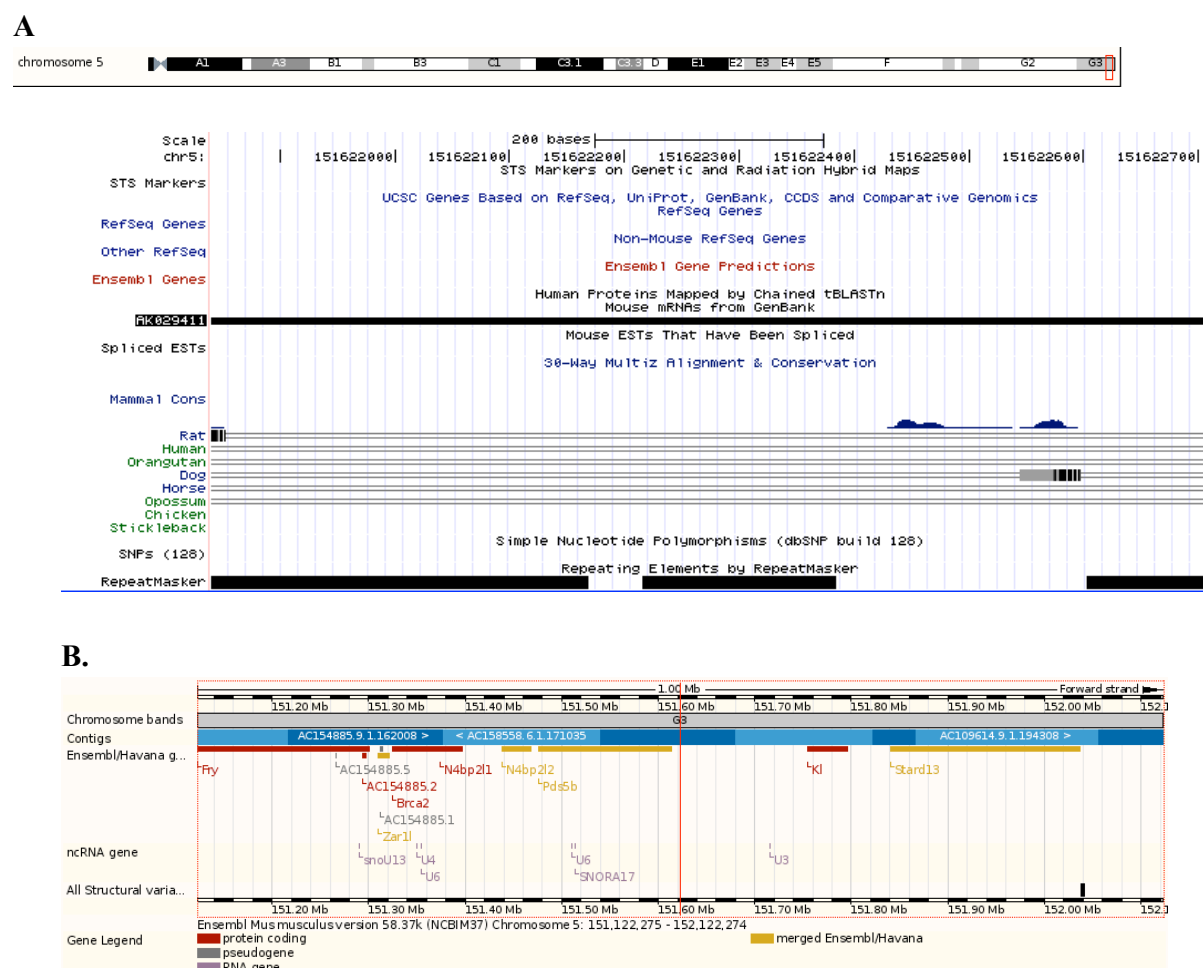 A
chromosome 5 A1 A3 B1 B3 C1 C3.1 C3.3 D E1 E2 E3 E4 E5 F G2 G3
Scale 200 bases
chr5: 151622000 151622100 151622200 151622300 151622400 151622500 151622600 151622700
STS Markers on Genetic and Radiation Hybrid Maps
STS Markers
UCSC Genes Based on RefSeq, UniProt, GenBank, CCDS and Comparative Genomics
RefSeq Genes
RefSeq Genes
Non-Mouse RefSeq Genes
Other RefSeq
Ensembl Gene Predictions
Ensembl Genes
Human Proteins Mapped by Chained tBLASTn
Mouse mRNAs from GenBank
AK029411
Mouse ESTs That Have Been Spliced
Spliced ESTs
30-Way Multiz Alignment & Conservation
Mammal Cons
Rat
Human
Orangutan
Dog
Horse
Opossum
Chicken
Stickleback
Simple Nucleotide Polymorphisms (dbSNP build 128)
SNPs (128)
Repeating Elements by RepeatMasker
RepeatMasker
B.
1.00 Mb Forward strand
151.20 Mb 151.30 Mb 151.40 Mb 151.50 Mb 151.60 Mb 151.70 Mb 151.80 Mb 151.90 Mb 152.00 Mb 152.1
Chromosome bands G3
Contigs AC154885.9.1.162008 > < AC158558.6.1.171035 AC109614.9.1.194308 >
Ensembl/Havana g...
Fry AC154885.5 N4bp2l1 N4bp2l2 Kl Stard13
AC154885.2 Pds5b
Brca2
AC154885.1
Zar1l
ncRNA gene
snoU13 U4 U6 U3
U6 SNORA17
All Structural varia...
151.20 Mb 151.30 Mb 151.40 Mb 151.50 Mb 151.60 Mb 151.70 Mb 151.80 Mb 151.90 Mb 152.00 Mb 152.1
Ensembl Mus musculus version 58.37k (NCBIM37) Chromosome 5: 151,122,275 - 152,122,274
Gene Legend protein coding merged Ensembl/Havana
pseudogene
RNA gene